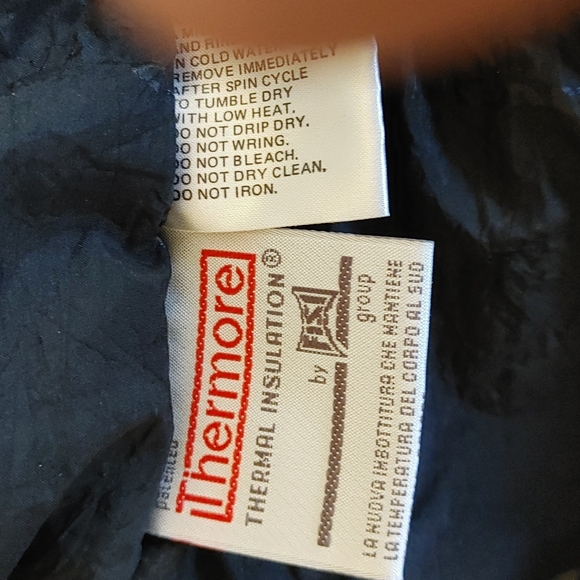 AND
IN COLD WATER
REMOVE IMMEDIATELY
AFTER SPIN CYCLE
TO TUMBLE DRY
WITH LOW HEAT.
DO NOT DRIP DRY.
DO NOT WRING.
DO NOT BLEACH.
DO NOT DRY CLEAN.
DO NOT IRON.
patented
Thermore
THERMAL INSULATION®
by FISI
group
LA NUOVA IMBOTTITURA CHE MANTIENE
LA TEMPERATURA DEL CORPO AL SUO